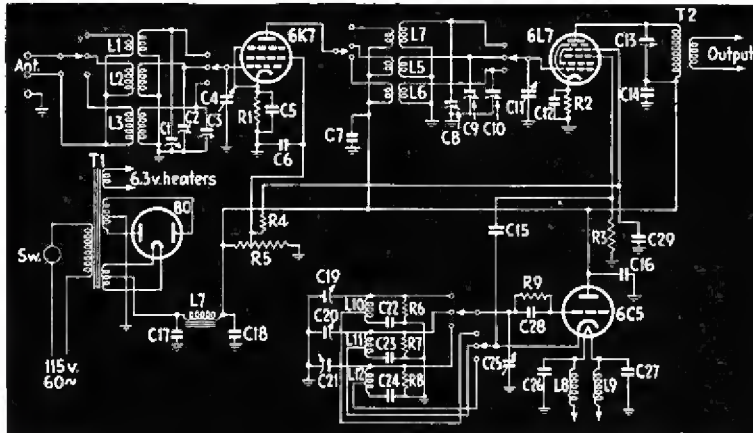 L1
L7
6K7
6L7
T2
C13
Output
Ant.
L2
L5
L3
L6
C4
C5
R1
C1
C2
C3
C6
C7
C8
C9
C10
C11
C12
R2
C14
T1
6.3v. heaters
80
R4
R5
C15
R3
C29
C16
Sw.
L7
C17
C18
C19
C20
C21
L10
L11
L12
C22
C23
C24
R6
R7
R8
R9
C28
6C5
C25
C26
L8
L9
C27
115v.
60~